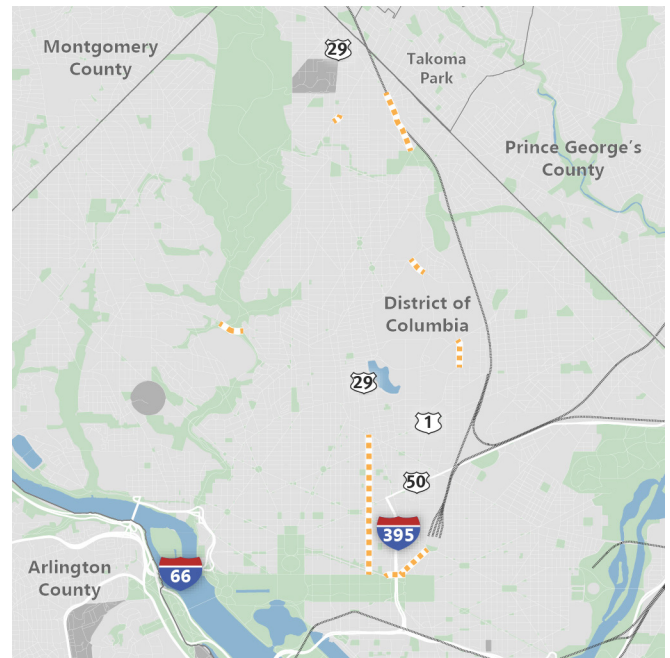 29
Montgomery
County
Takoma
Park
Prince George's
County
District of
Columbia
29
1
50
395
Arlington
County
66